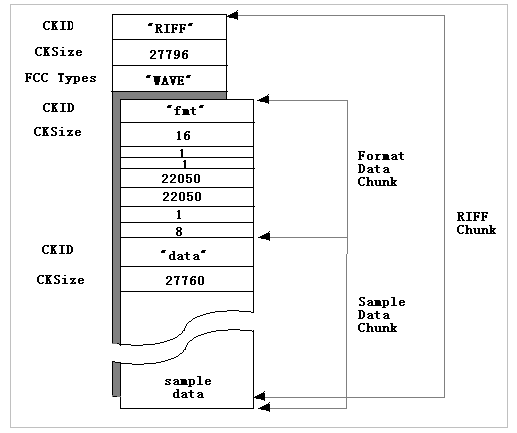 CKID "RIFF"
CKSize 27796
FCC Types "WAVE"
CKID "fmt"
CKSize 16
1
1
22050
22050
1
8
CKID "data"
CKSize 27760
sample
data
Format
Data
Chunk
Sample
Data
Chunk
RIFF
Chunk